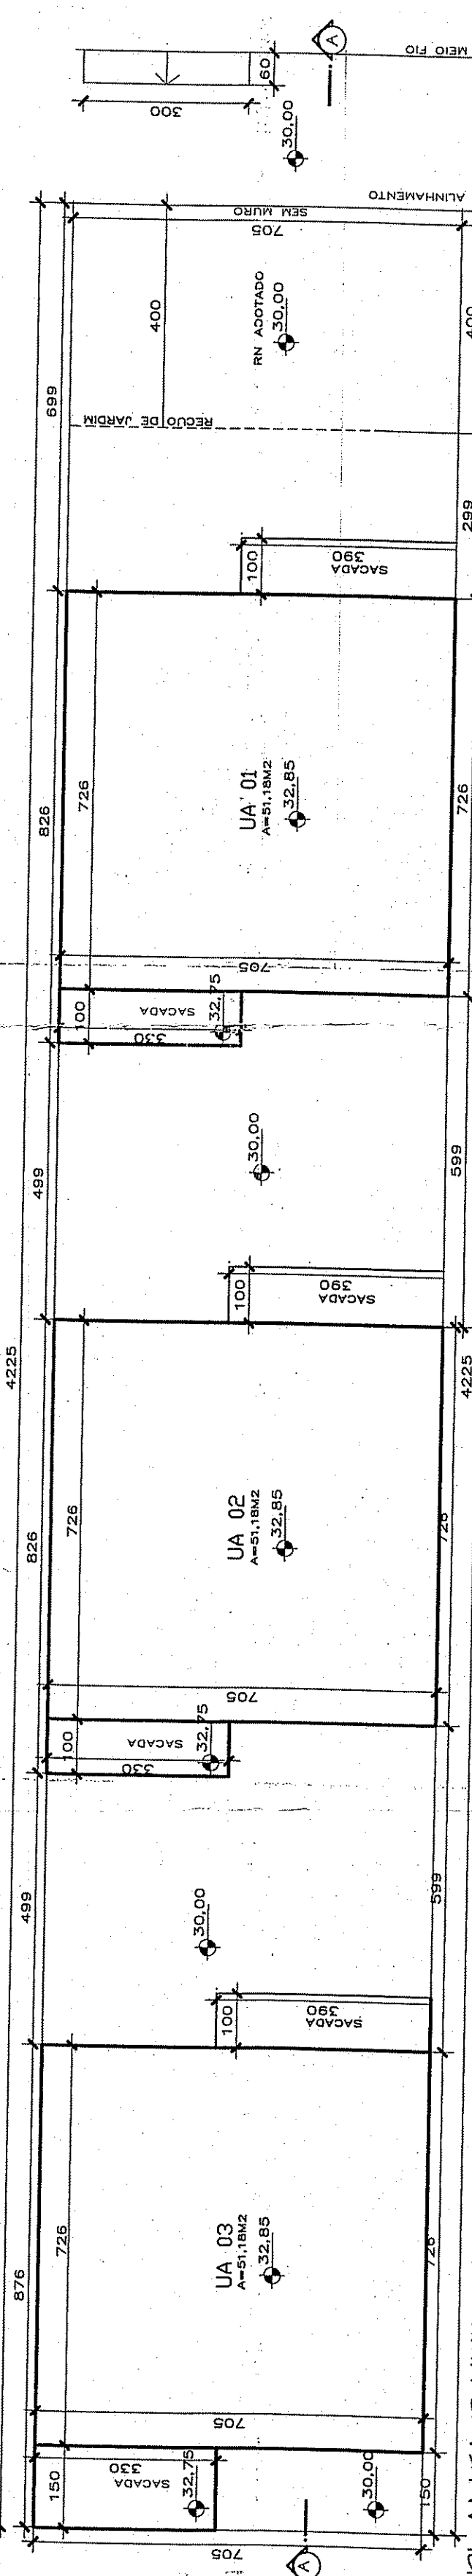 MEIO FIO
A
60
300
30,00
ALINHAMENTO
SEM MURO
705
400
RN ADOTADO
30,00
400
699
RECUO DE JARDIM
299
100
SACADA
390
826
726
UA 01
A=51,18M2
32,85
726
705
100
SACADA
330
32,75
499
30,00
599
100
SACADA
390
4225
4225
826
726
UA 02
A=51,18M2
32,85
726
705
100
SACADA
330
32,75
499
30,00
599
100
SACADA
390
876
726
UA 03
A=51,18M2
32,85
726
705
150
SACADA
330
32,75
30,00
150
705
A